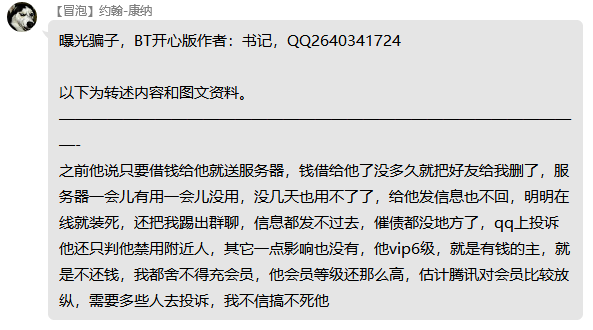 【冒泡】约翰-康纳
曝光骗子，BT开心版作者：书记，QQ2640341724
以下为转述内容和图文资料。
————————————————————————————————————
—-
之前他说只要借钱给他就送服务器，钱借给他了没多久就把好友给我删了，服
务器一会儿有用一会儿没用，没几天也用不了了，给他发信息也不回，明明在
线就装死，还把我踢出群聊，信息都发不过去，催债都没地方了，qq上投诉
他还只判他禁用附近人，其它一点影响也没有，他vip6级，就是有钱的主，就
是不还钱，我都舍不得充会员，他会员等级还那么高，估计腾讯对会员比较放
纵，需要多些人去投诉，我不信搞不死他